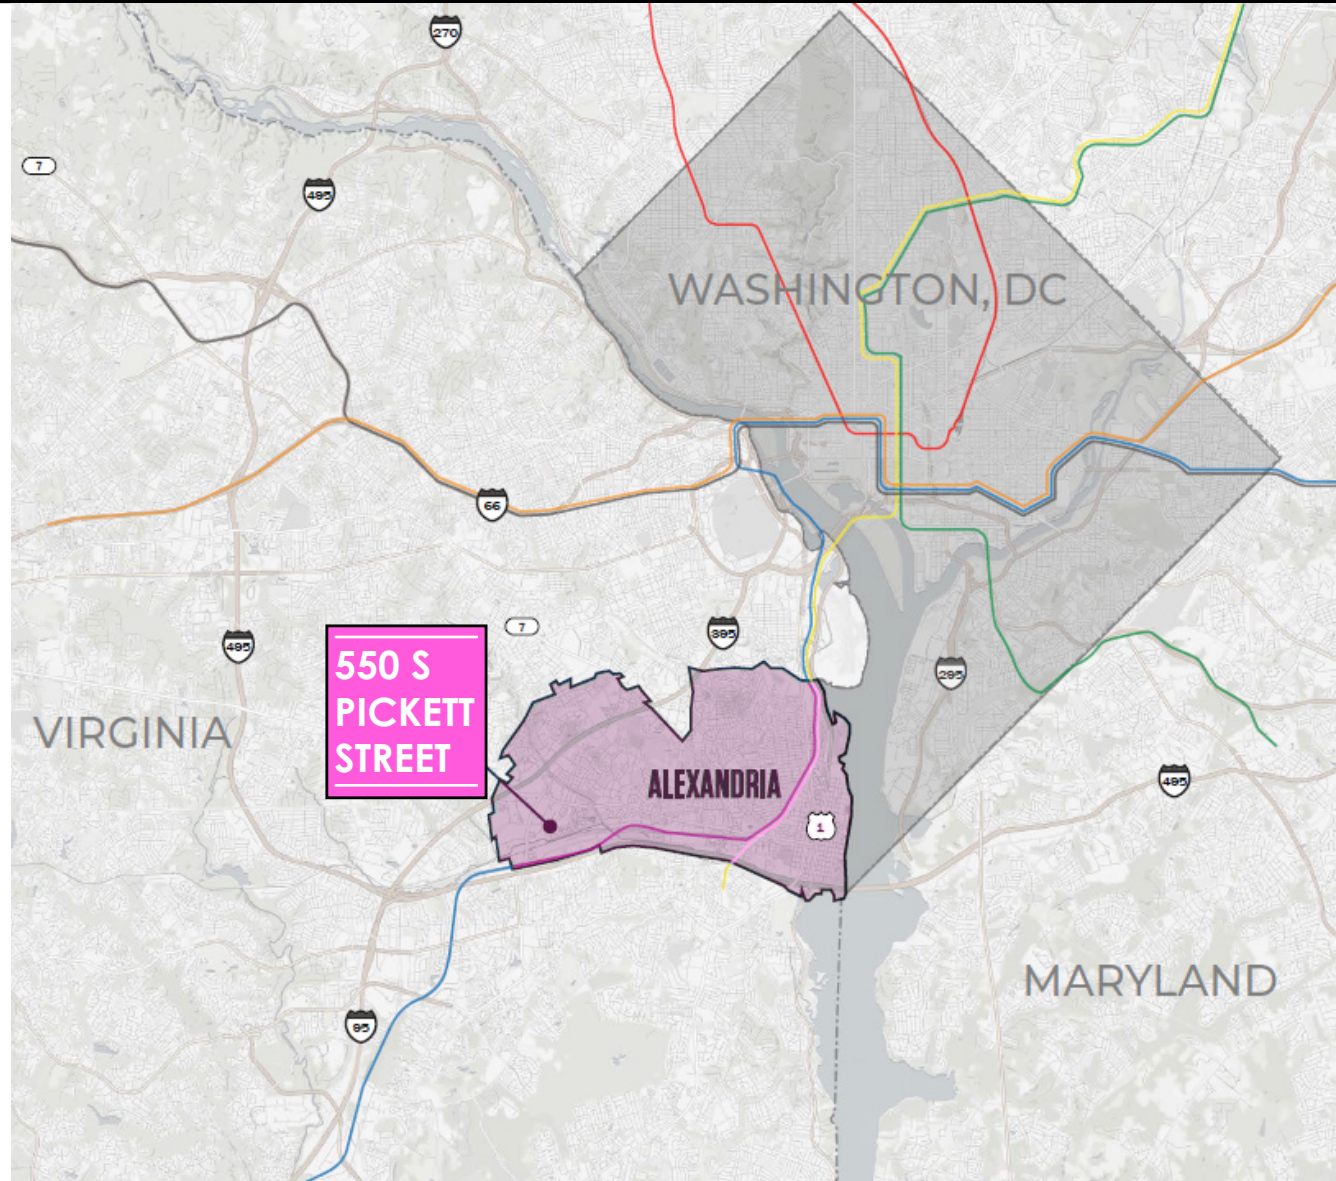 270
7
495
WASHINGTON, DC
66
495
7
395
295
550 S
PICKETT
STREET
VIRGINIA
ALEXANDRIA
495
1
MARYLAND
95